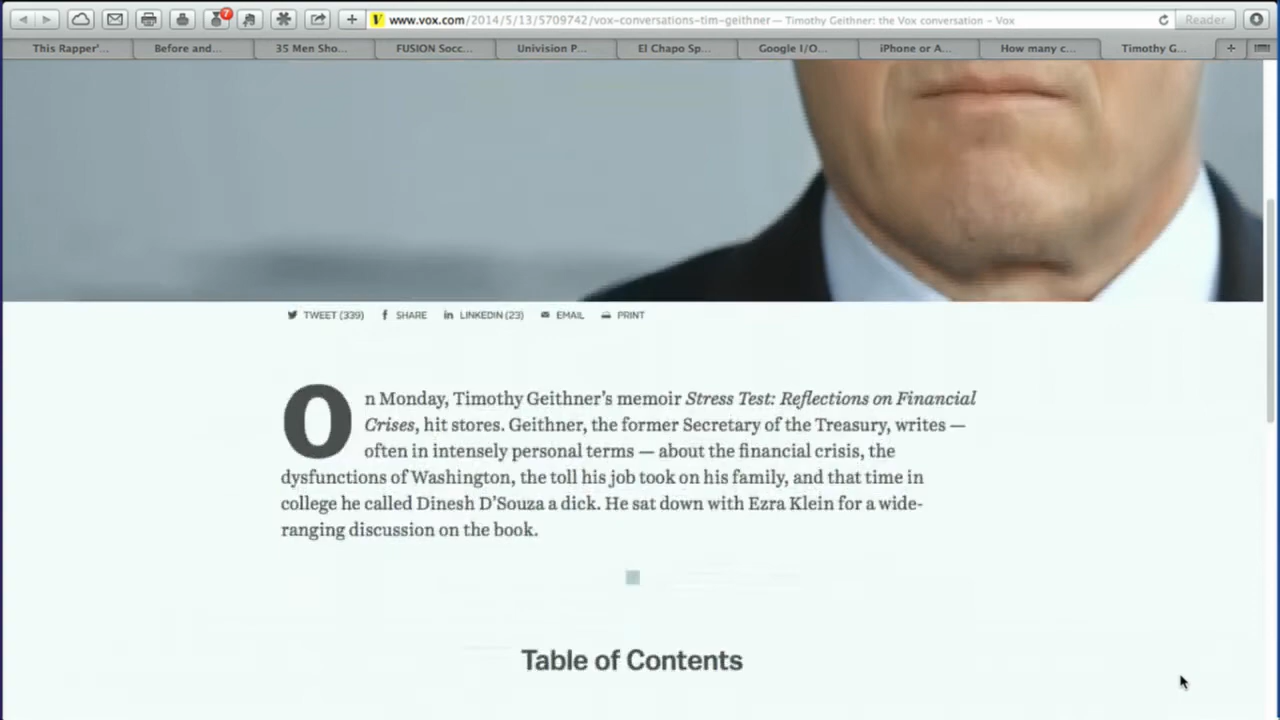 www.vox.com/2014/5/13/5709742/vox-conversations-tim-geithner — Timothy Geithner: the Vox conversation – Vox
Reader
7
This Rapper'...
Before and...
35 Men Sho...
FUSION Socc...
Univision P...
El Chapo Sp...
Google I/O...
iPhone or A...
How many c...
Timothy G...
TWEET (339)
SHARE
LINKEDIN (23)
EMAIL
PRINT
On Monday, Timothy Geithner's memoir Stress Test: Reflections on Financial
Crises, hit stores. Geithner, the former Secretary of the Treasury, writes —
often in intensely personal terms — about the financial crisis, the
dysfunctions of Washington, the toll his job took on his family, and that time in
college he called Dinesh D'Souza a dick. He sat down with Ezra Klein for a wide-
ranging discussion on the book.
Table of Contents